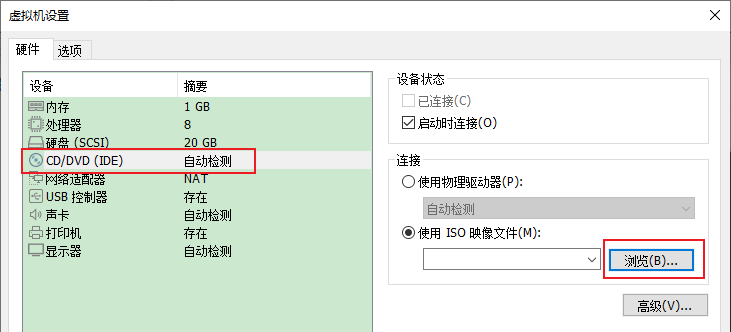 虚拟机设置
硬件 选项
设备 摘要
内存 1 GB
处理器 8
硬盘 (SCSI) 20 GB
CD/DVD (IDE) 自动检测
网络适配器 NAT
USB 控制器 存在
声卡 自动检测
打印机 存在
显示器 自动检测
设备状态
已连接(C)
启动时连接(O)
连接
使用物理驱动器(P):
自动检测
使用 ISO 映像文件(M):
浏览(B)...
高级(V)...